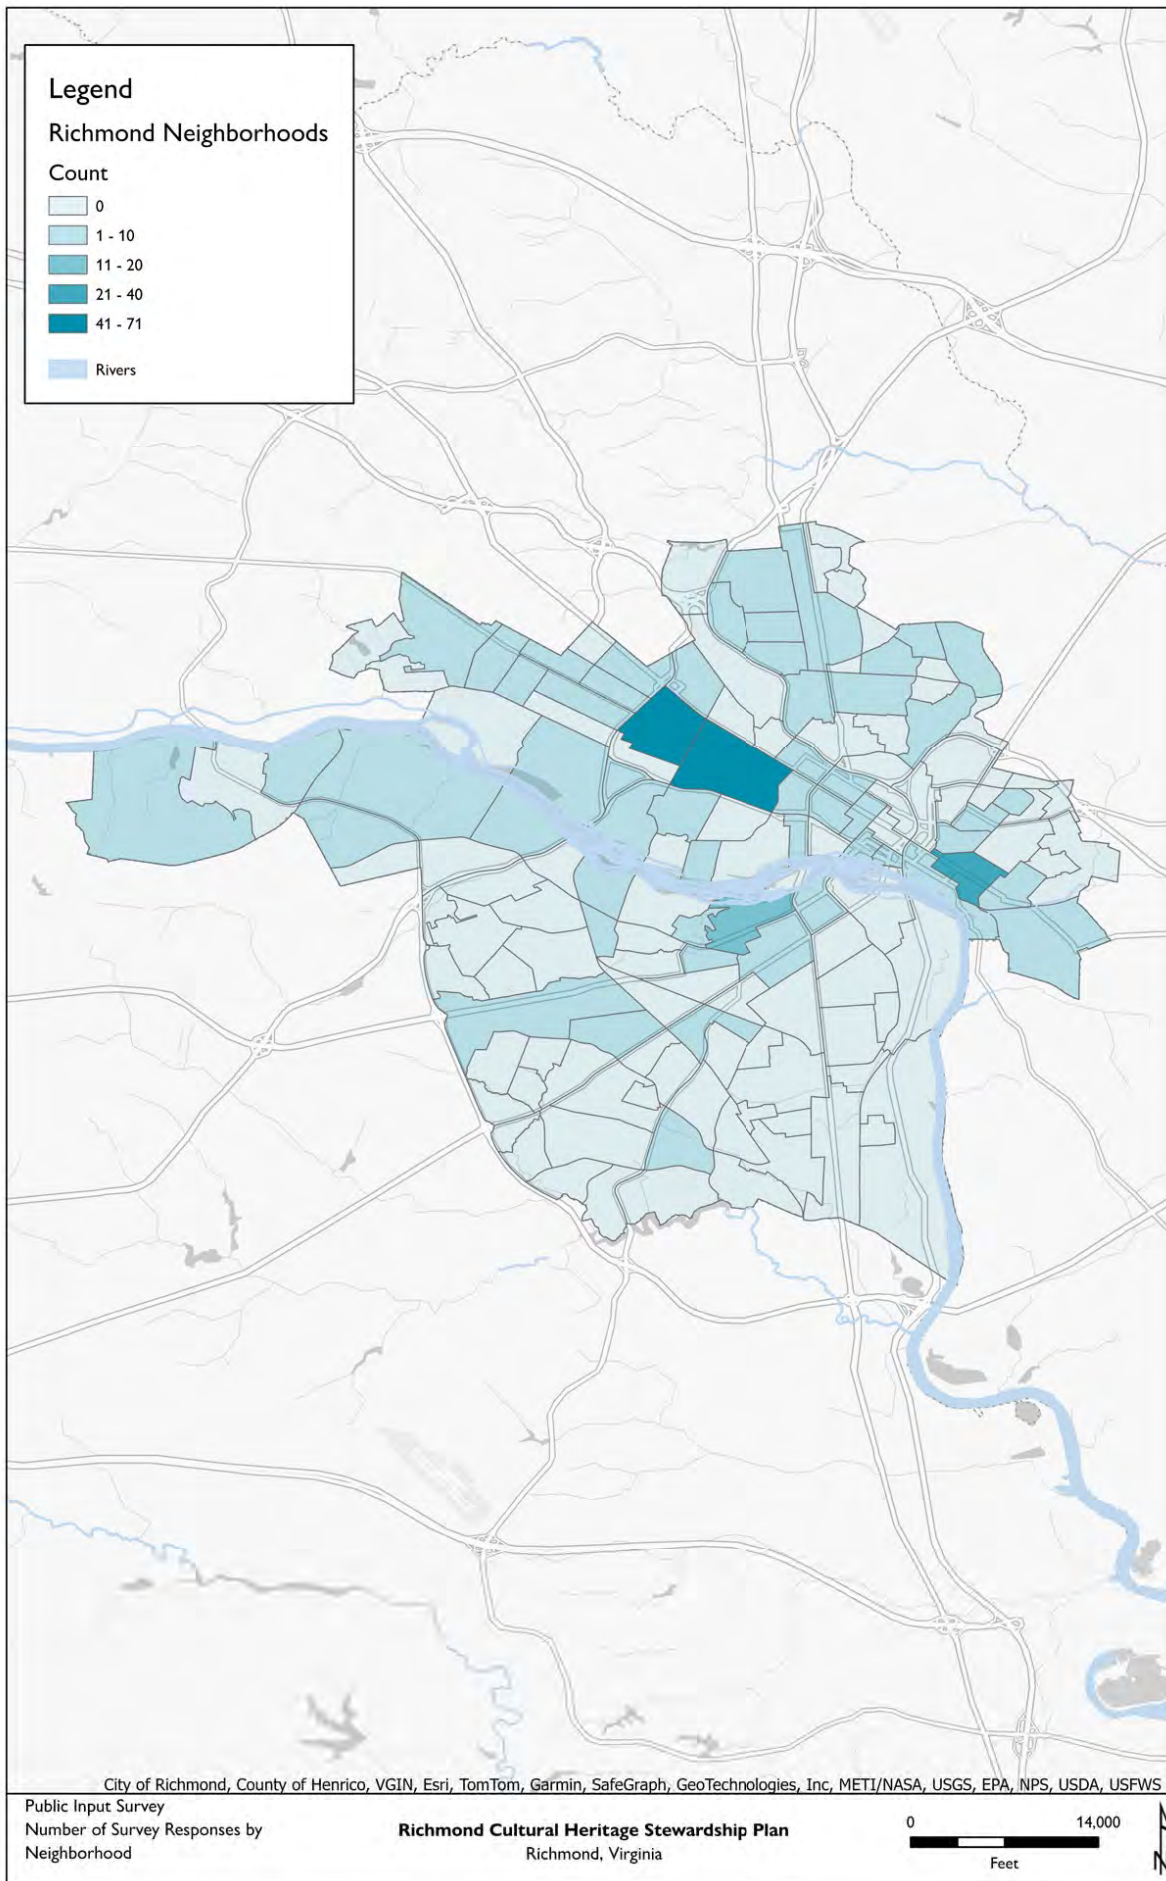 Legend
Richmond Neighborhoods
Count
0
1 - 10
11 - 20
21 - 40
41 - 71
Rivers
City of Richmond, County of Henrico, VGIN, Esri, TomTom, Garmin, SafeGraph, GeoTechnologies, Inc, METI/NASA, USGS, EPA, NPS, USDA, USFWS
Public Input Survey
Number of Survey Responses by
Neighborhood
Richmond Cultural Heritage Stewardship Plan
Richmond, Virginia
0 14,000
Feet
N